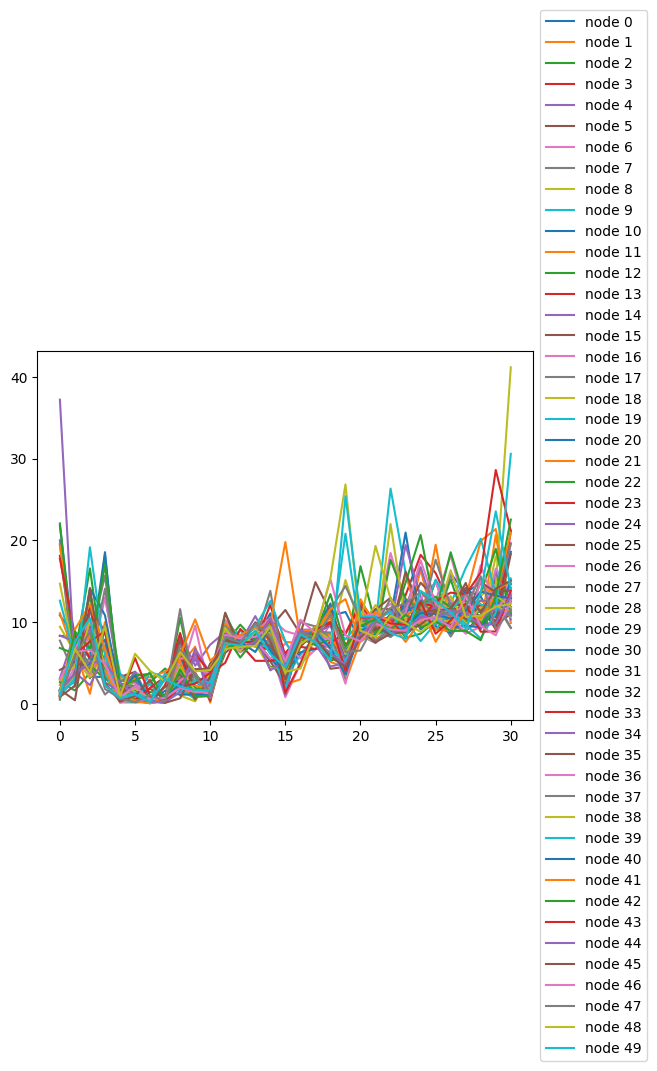 node 0
node 1
node 2
node 3
node 4
node 5
node 6
node 7
node 8
node 9
node 10
node 11
node 12
node 13
node 14
node 15
node 16
node 17
node 18
node 19
node 20
node 21
node 22
node 23
node 24
node 25
node 26
node 27
node 28
node 29
node 30
node 31
node 32
node 33
node 34
node 35
node 36
node 37
node 38
node 39
node 40
node 41
node 42
node 43
node 44
node 45
node 46
node 47
node 48
node 49
40
30
20
10
0
0 5 10 15 20 25 30